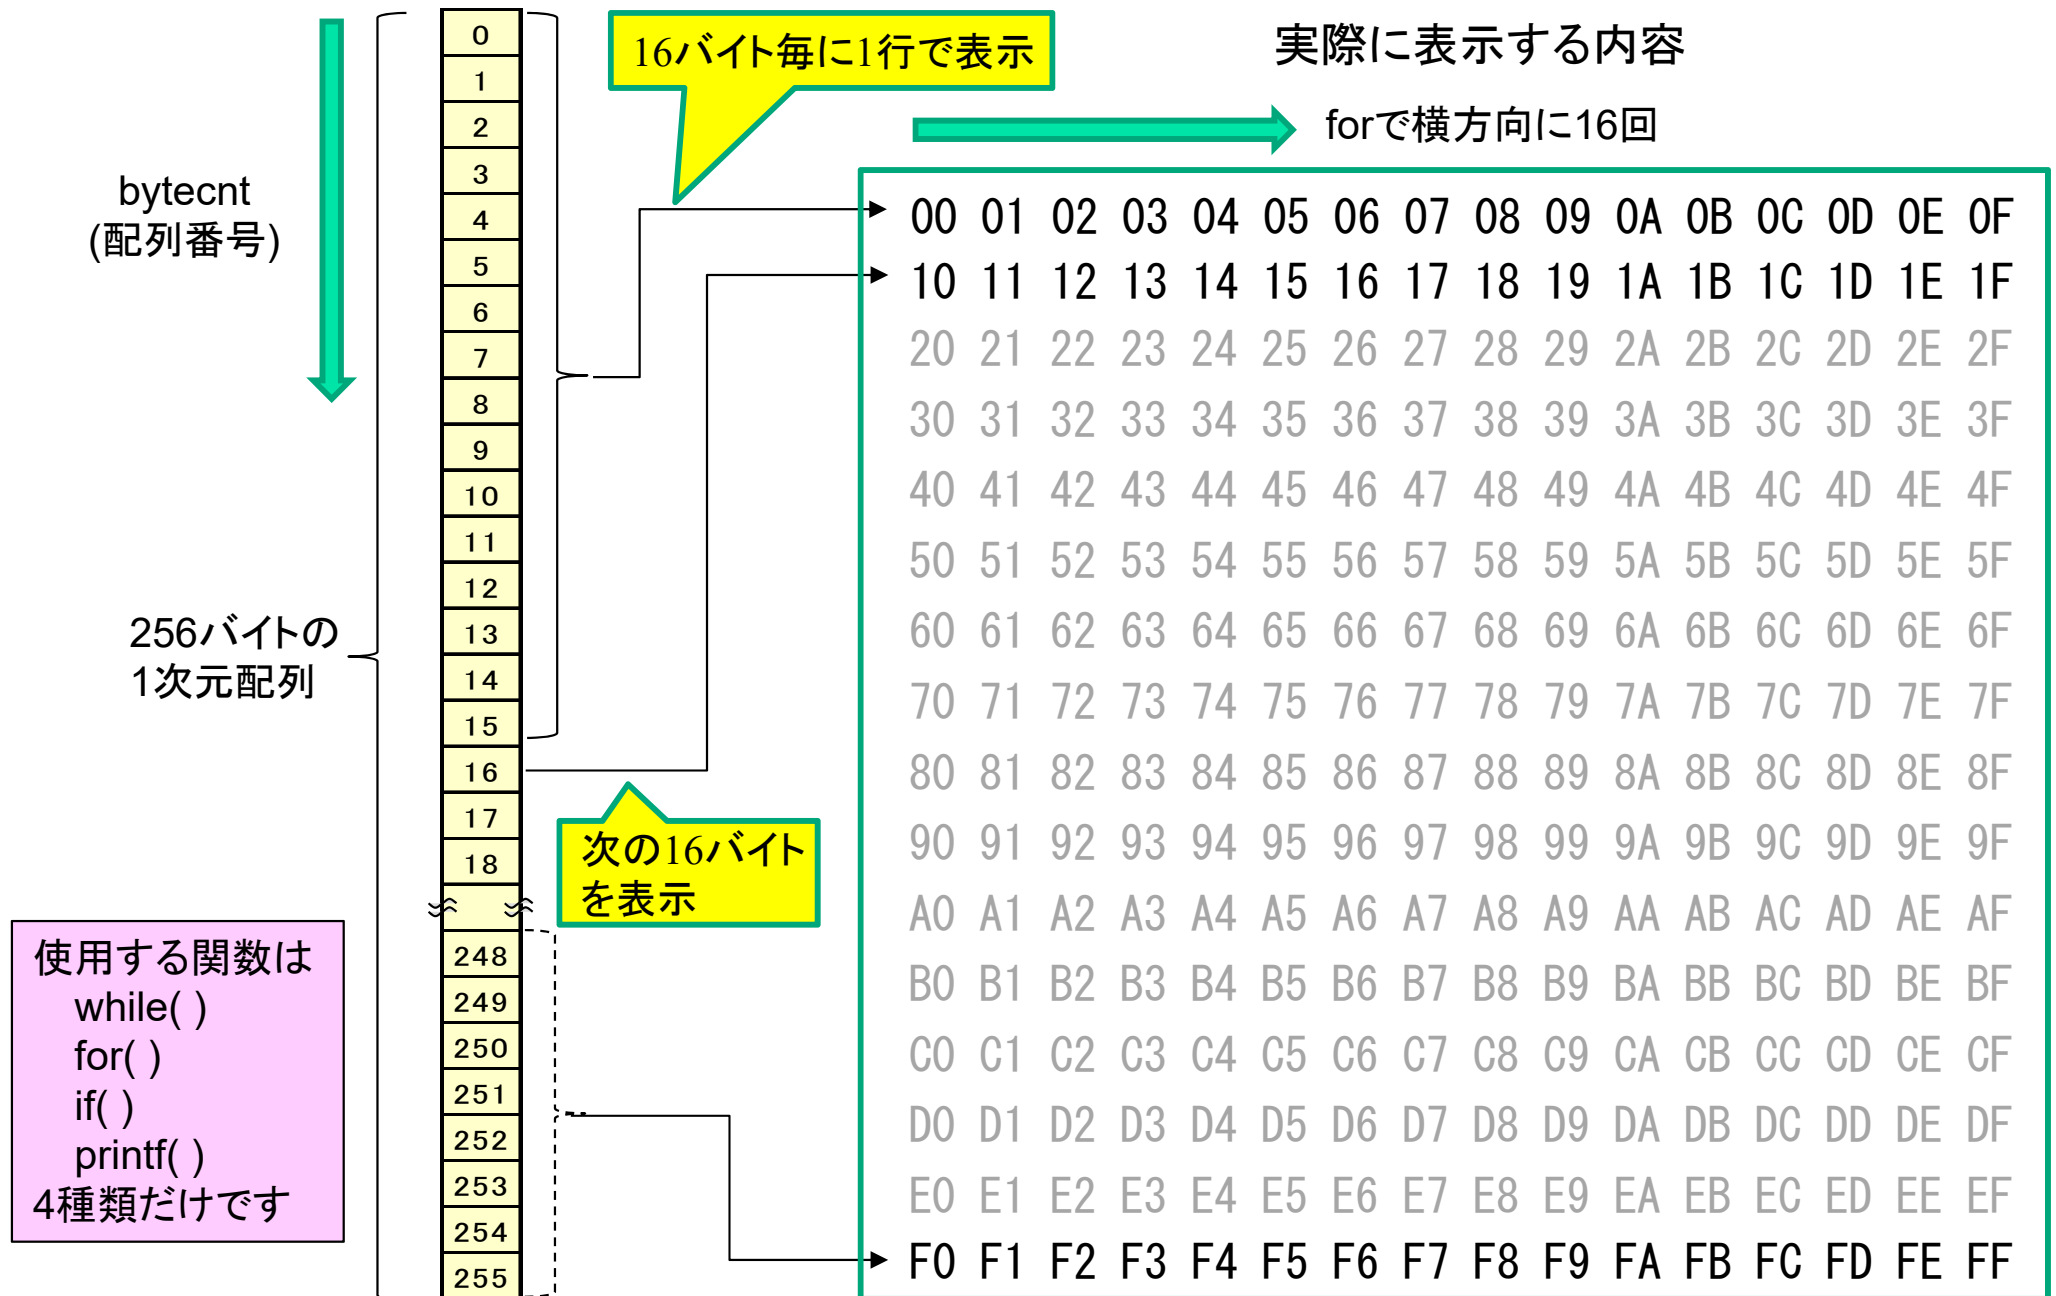 実際に表示する内容
16バイト毎に1行で表示
forで横方向に16回
bytecnt
(配列番号)
256バイトの
1次元配列
0
1
2
3
4
5
6
7
8
9
10
11
12
13
14
15
16
17
18
248
249
250
251
252
253
254
255
次の16バイト
を表示
使用する関数は
while( )
for( )
if( )
printf( )
4種類だけです
00 01 02 03 04 05 06 07 08 09 0A 0B 0C 0D 0E 0F
10 11 12 13 14 15 16 17 18 19 1A 1B 1C 1D 1E 1F
20 21 22 23 24 25 26 27 28 29 2A 2B 2C 2D 2E 2F
30 31 32 33 34 35 36 37 38 39 3A 3B 3C 3D 3E 3F
40 41 42 43 44 45 46 47 48 49 4A 4B 4C 4D 4E 4F
50 51 52 53 54 55 56 57 58 59 5A 5B 5C 5D 5E 5F
60 61 62 63 64 65 66 67 68 69 6A 6B 6C 6D 6E 6F
70 71 72 73 74 75 76 77 78 79 7A 7B 7C 7D 7E 7F
80 81 82 83 84 85 86 87 88 89 8A 8B 8C 8D 8E 8F
90 91 92 93 94 95 96 97 98 99 9A 9B 9C 9D 9E 9F
A0 A1 A2 A3 A4 A5 A6 A7 A8 A9 AA AB AC AD AE AF
B0 B1 B2 B3 B4 B5 B6 B7 B8 B9 BA BB BC BD BE BF
C0 C1 C2 C3 C4 C5 C6 C7 C8 C9 CA CB CC CD CE CF
D0 D1 D2 D3 D4 D5 D6 D7 D8 D9 DA DB DC DD DE DF
E0 E1 E2 E3 E4 E5 E6 E7 E8 E9 EA EB EC ED EE EF
F0 F1 F2 F3 F4 F5 F6 F7 F8 F9 FA FB FC FD FE FF